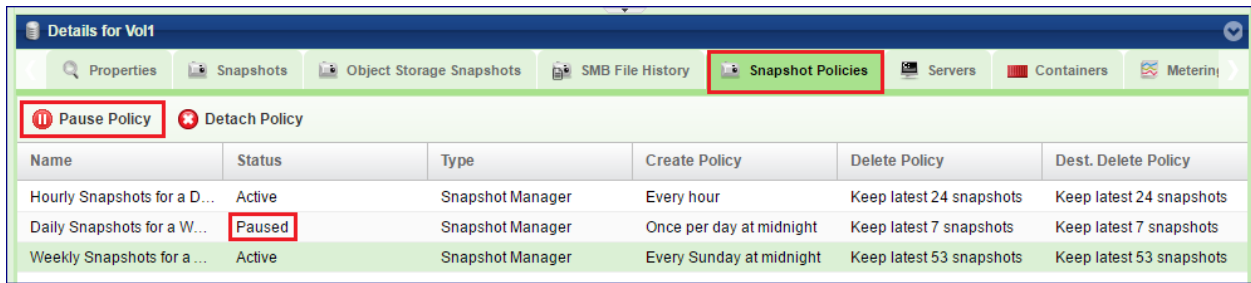 Details for Vol1
Properties Snapshots Object Storage Snapshots SMB File History Snapshot Policies Servers Containers Metering
Pause Policy Detach Policy
Name Status Type Create Policy Delete Policy Dest. Delete Policy
Hourly Snapshots for a D... Active Snapshot Manager Every hour Keep latest 24 snapshots Keep latest 24 snapshots
Daily Snapshots for a W... Paused Snapshot Manager Once per day at midnight Keep latest 7 snapshots Keep latest 7 snapshots
Weekly Snapshots for a ... Active Snapshot Manager Every Sunday at midnight Keep latest 53 snapshots Keep latest 53 snapshots